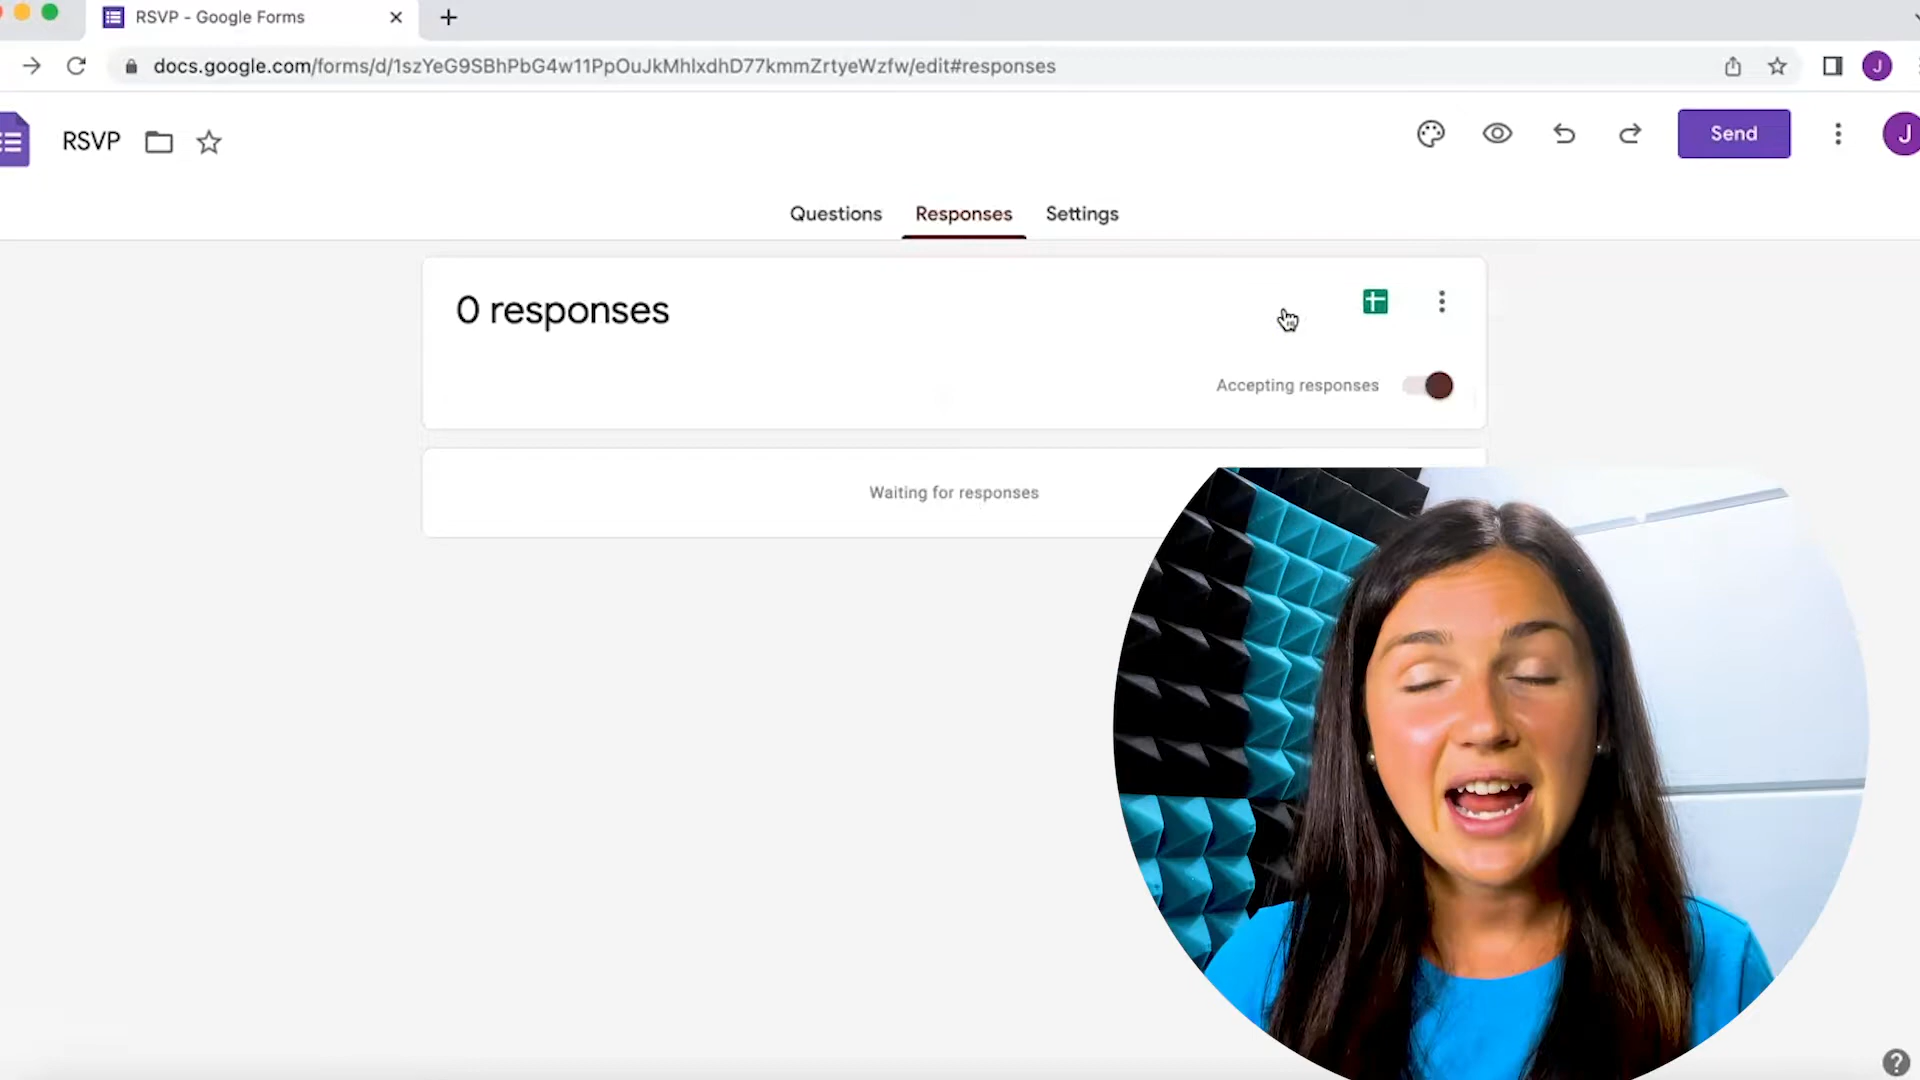 RSVP - Google Forms
docs.google.com/forms/d/1szYeG9SBhPbG4w11PpOuJkMhlxdhD77kmmZrtyeWzfw/edit#responses
J
RSVP
Send
J
Questions
Responses
Settings
0 responses
Accepting responses
Waiting for responses
?